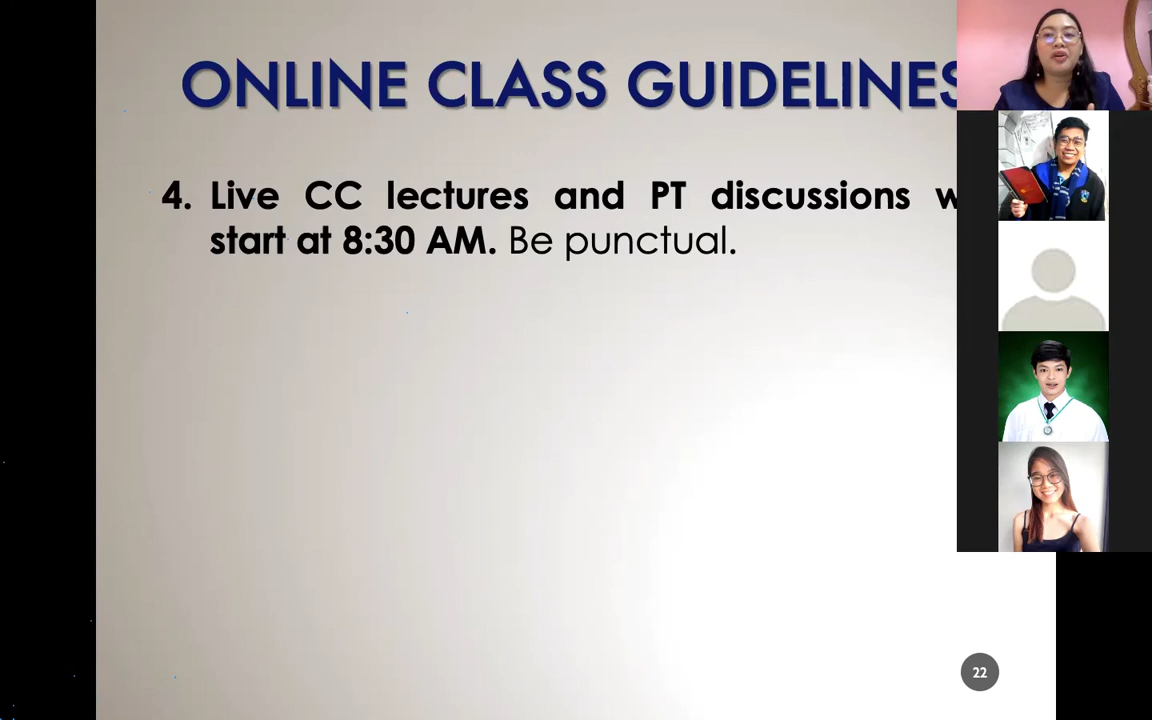 ONLINE CLASS GUIDELINES
4. Live CC lectures and PT discussions
start at 8:30 AM. Be punctual.
22